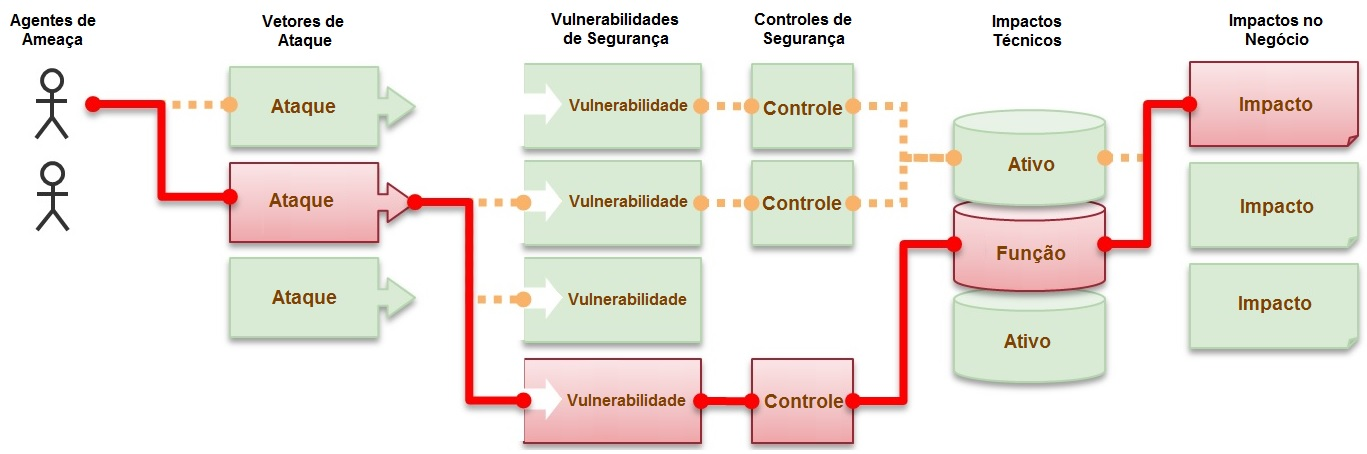 Agentes de
Ameaça
Vetores de
Ataque
Vulnerabilidades
de Segurança
Controles de
Segurança
Impactos
Técnicos
Impactos no
Negócio
Ataque
Vulnerabilidade
Controle
Ativo
Impacto
Ataque
Vulnerabilidade
Controle
Função
Impacto
Ataque
Vulnerabilidade
Ativo
Impacto
Vulnerabilidade
Controle